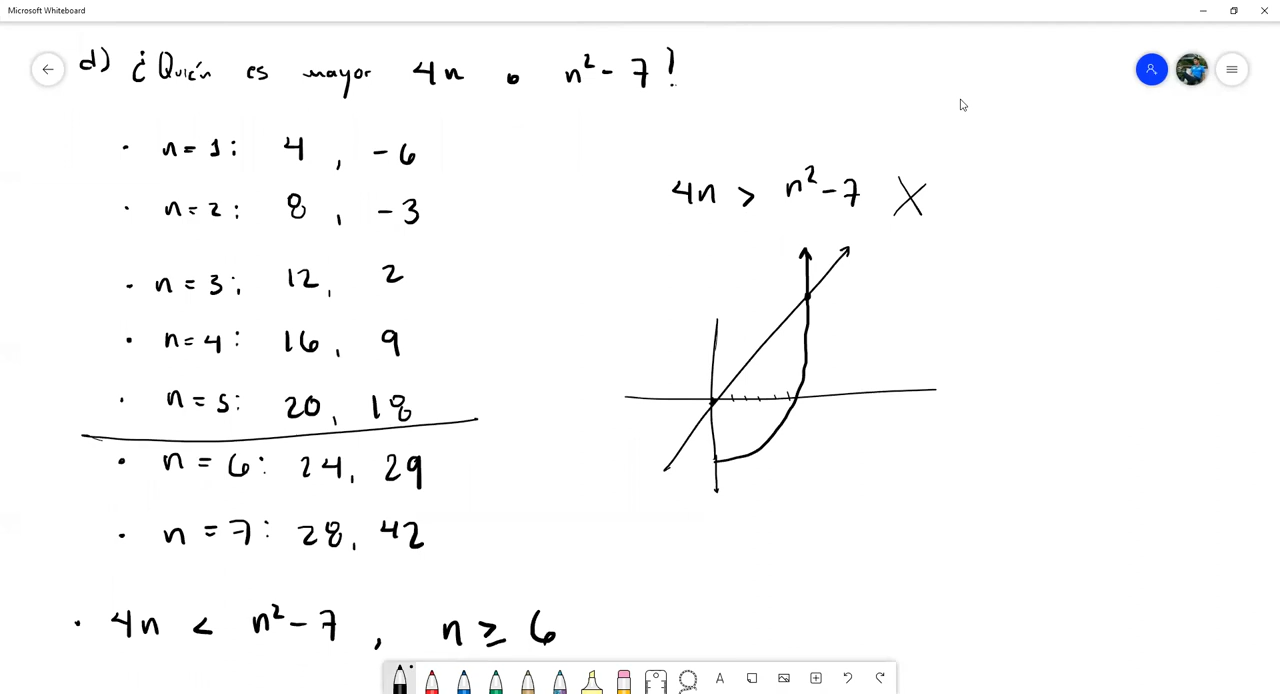 Microsoft Whiteboard
d) ¿Quién es mayor 4n o n² - 7?
• n = 1: 4, -6
• n = 2: 8, -3
• n = 3: 12, 2
• n = 4: 16, 9
• n = 5: 20, 18
• n = 6: 24, 29
• n = 7: 28, 42
• 4n < n² - 7, n ≥ 6
4n > n² - 7 X
A